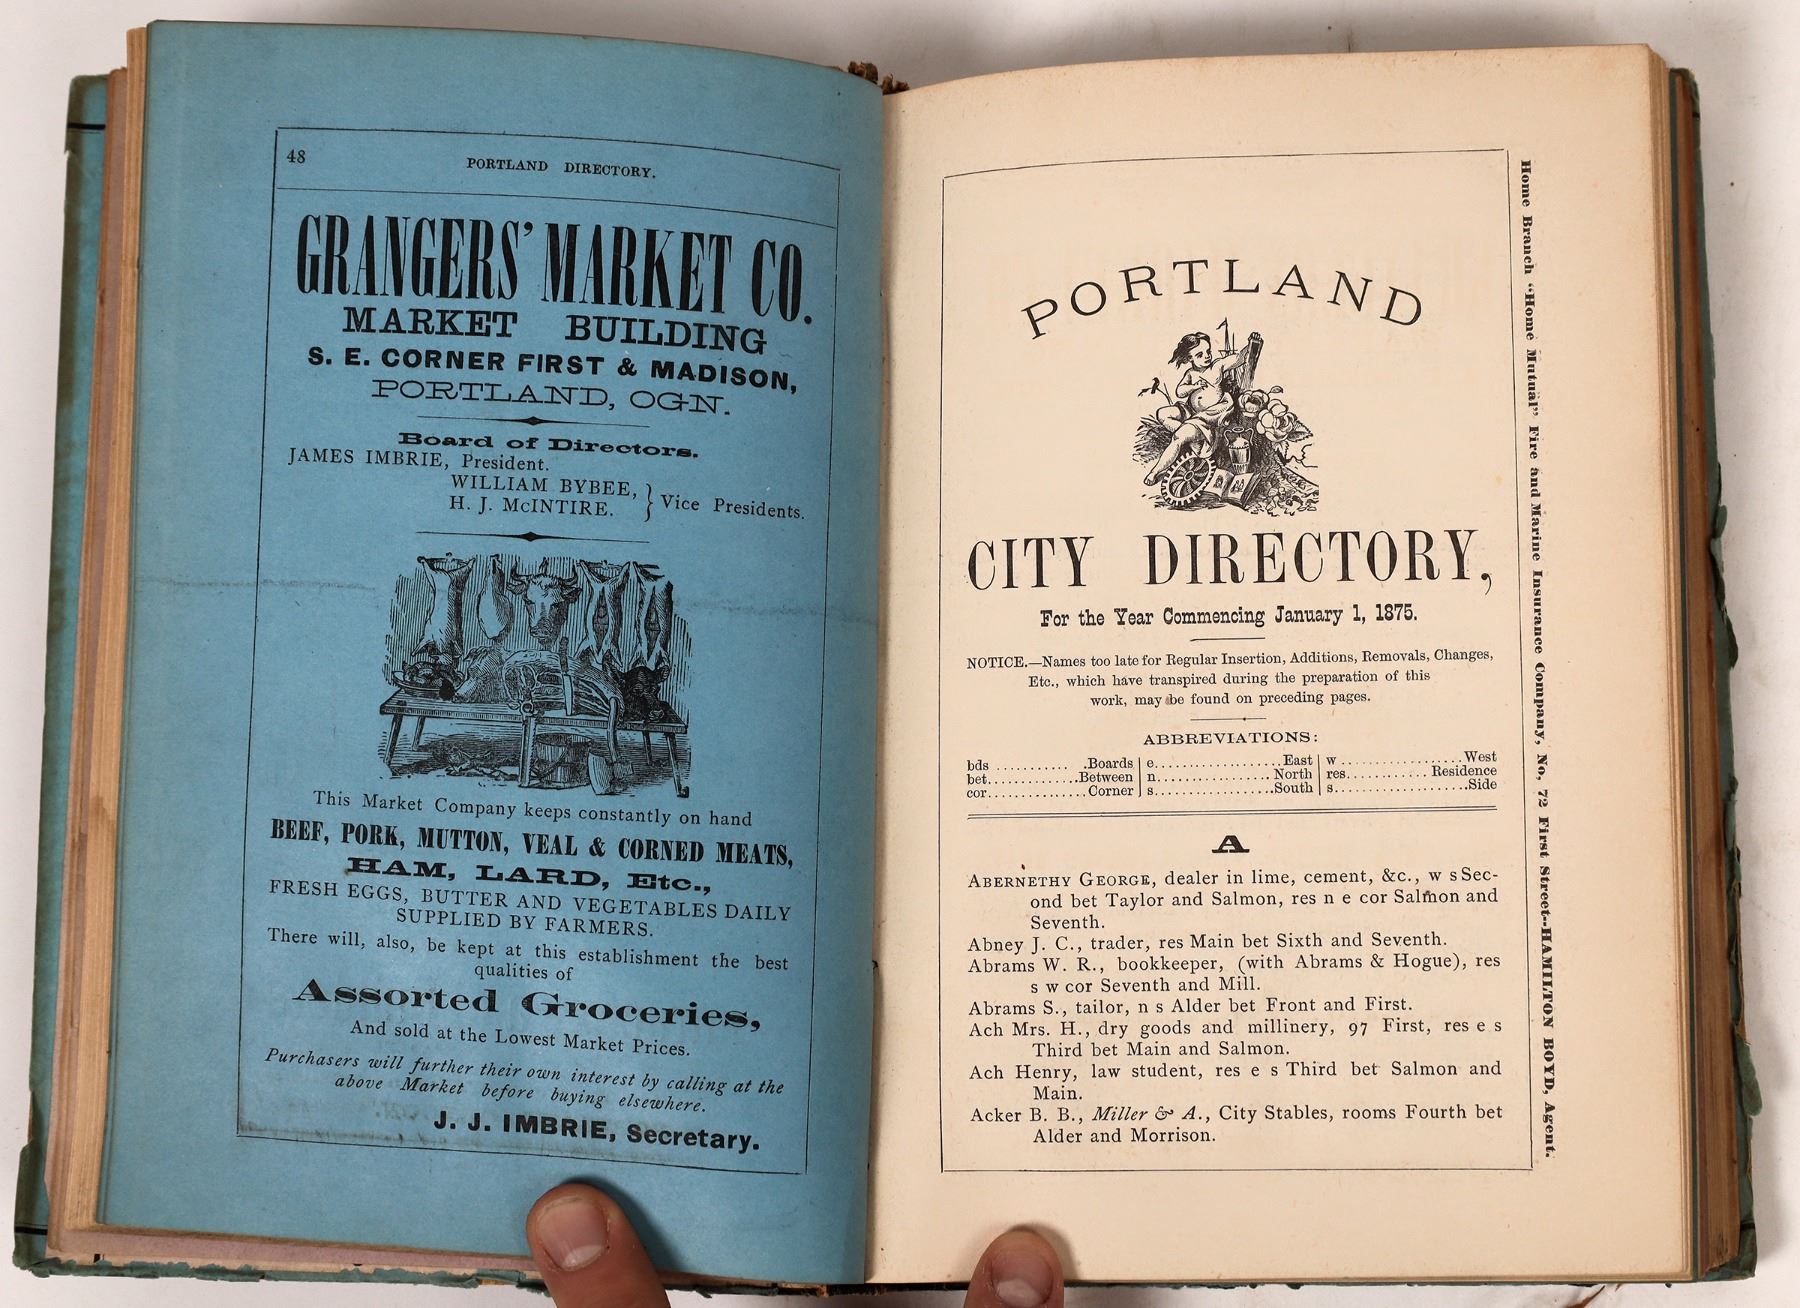 48
PORTLAND DIRECTORY.
GRANGERS' MARKET CO.
MARKET BUILDING
S. E. CORNER FIRST & MADISON,
PORTLAND, OGN.
Board of Directors.
JAMES IMBRIE, President.
WILLIAM BYBEE,
H. J. McINTIRE. } Vice Presidents.
This Market Company keeps constantly on hand
BEEF, PORK, MUTTON, VEAL & CORNED MEATS,
HAM, LARD, Etc.,
FRESH EGGS, BUTTER AND VEGETABLES DAILY
SUPPLIED BY FARMERS.
There will, also, be kept at this establishment the best
qualities of
Assorted Groceries,
And sold at the Lowest Market Prices.
Purchasers will further their own interest by calling at the
above Market before buying elsewhere.
J. J. IMBRIE, Secretary.
PORTLAND
CITY DIRECTORY,
For the Year Commencing January 1, 1875.
NOTICE.—Names too late for Regular Insertion, Additions, Removals, Changes,
Etc., which have transpired during the preparation of this
work, may be found on preceding pages.
ABBREVIATIONS:
bds ........... .Boards | e....................East | w ...................West
bet..............Between | n...................North | res............ Residence
cor...............Corner | s...................South | s....................Side
A
ABERNETHY GEORGE, dealer in lime, cement, &c., w s Sec-
ond bet Taylor and Salmon, res n e cor Salmon and
Seventh.
Abney J. C., trader, res Main bet Sixth and Seventh.
Abrams W. R., bookkeeper, (with Abrams & Hogue), res
s w cor Seventh and Mill.
Abrams S., tailor, n s Alder bet Front and First.
Ach Mrs. H., dry goods and millinery, 97 First, res e s
Third bet Main and Salmon.
Ach Henry, law student, res e s Third bet Salmon and
Main.
Acker B. B., Miller & A., City Stables, rooms Fourth bet
Alder and Morrison.
Home Branch "Home Mutual" Fire and Marine Insurance Company, No, 72 First Street--HAMILTON BOYD, Agent.